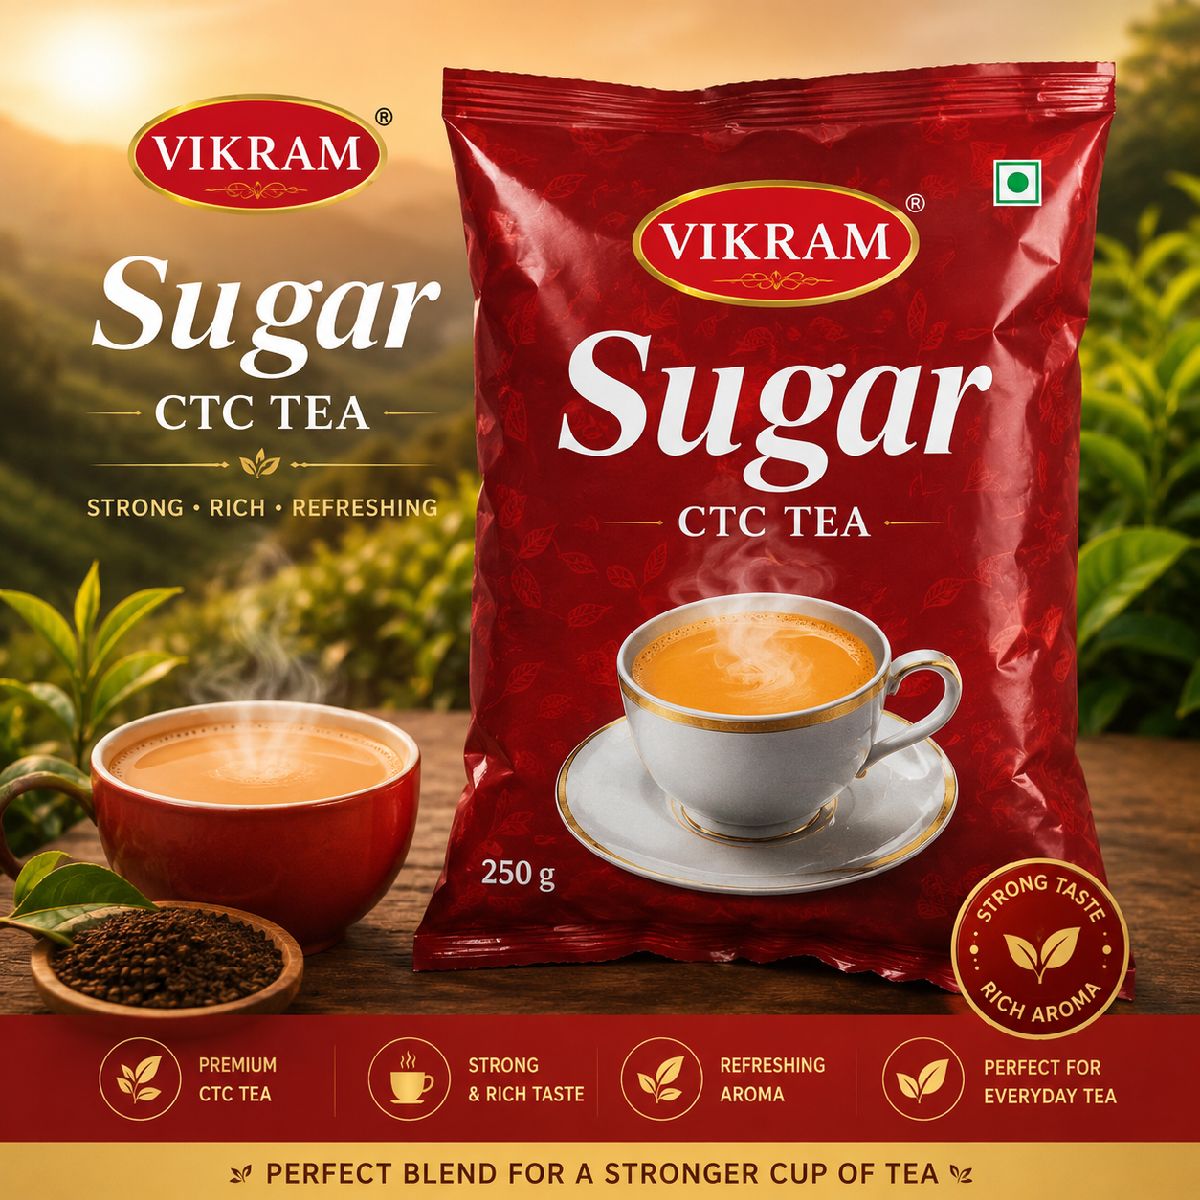 VIKRAM ®
Sugar
CTC TEA
STRONG • RICH • REFRESHING
VIKRAM ®
Sugar
CTC TEA
250 g
STRONG TASTE
RICH AROMA
PREMIUM
CTC TEA
STRONG
& RICH TASTE
REFRESHING
AROMA
PERFECT FOR
EVERYDAY TEA
PERFECT BLEND FOR A STRONGER CUP OF TEA